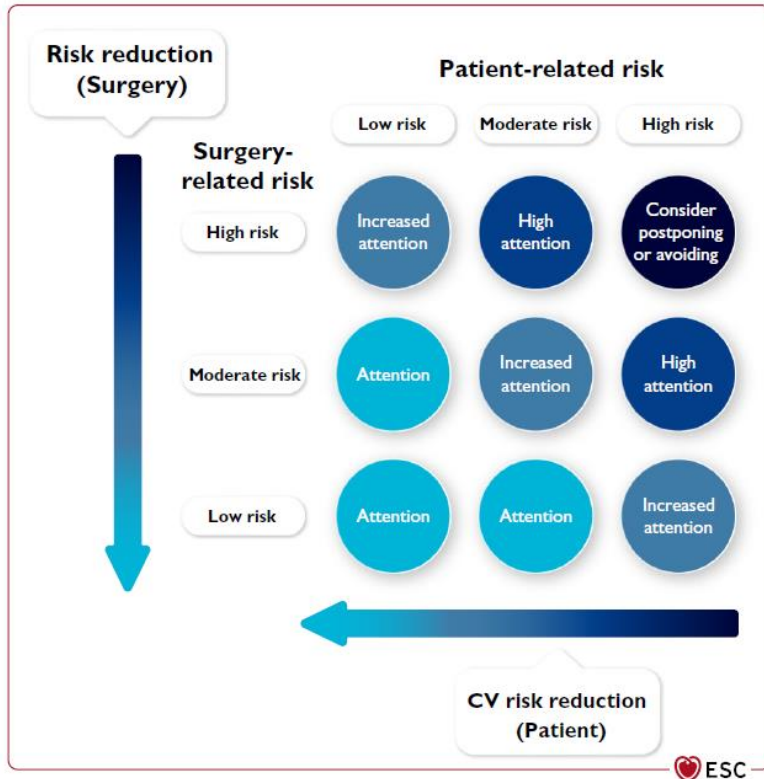 Risk reduction
(Surgery)
Patient-related risk
Low risk
Moderate risk
High risk
Surgery-
related risk
High risk
Increased
attention
High
attention
Consider
postponing
or avoiding
Moderate risk
Attention
Increased
attention
High
attention
Low risk
Attention
Attention
Increased
attention
CV risk reduction
(Patient)
ESC